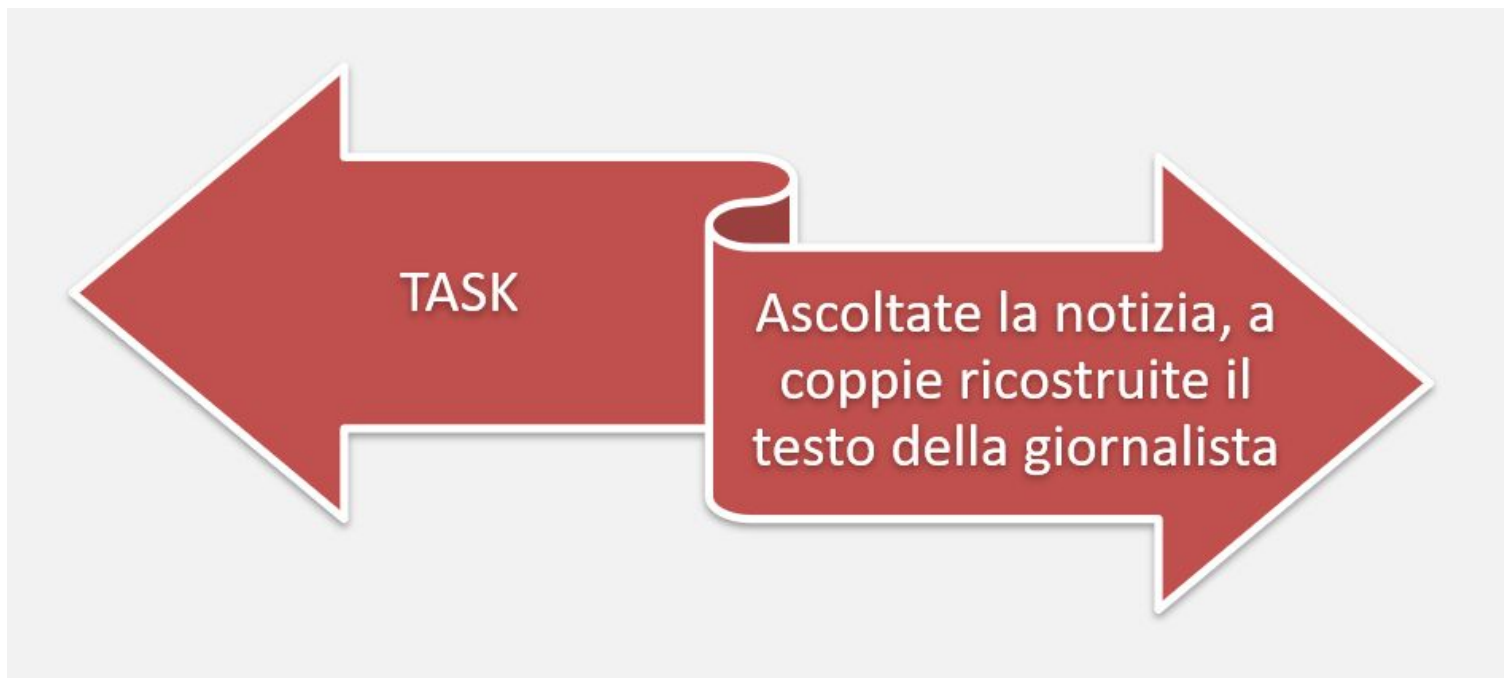 TASK
Ascoltate la notizia, a
coppie ricostruite il
testo della giornalista